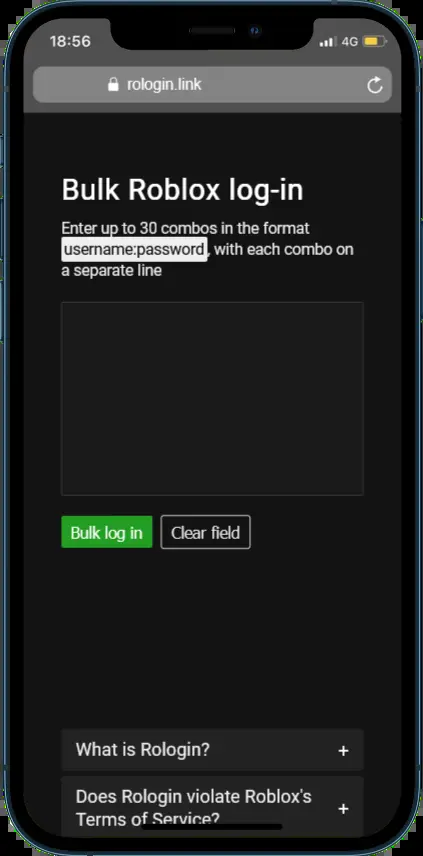 18:56
4G
rologin.link
Bulk Roblox log-in
Enter up to 30 combos in the format
username:password, with each combo on
a separate line
Bulk log in
Clear field
What is Rologin?
+
Does Rologin violate Roblox's
Terms of Service?
+